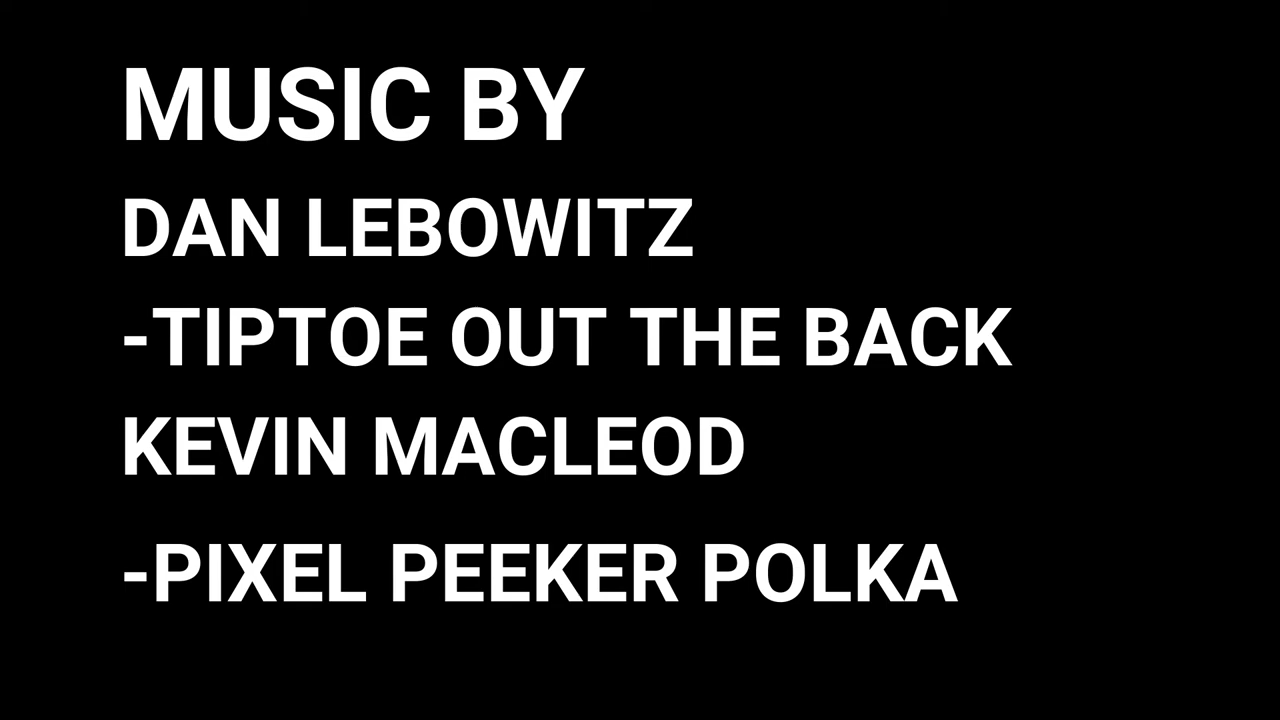 MUSIC BY
DAN LEBOWITZ
-TIPTOE OUT THE BACK
KEVIN MACLEOD
-PIXEL PEEKER POLKA